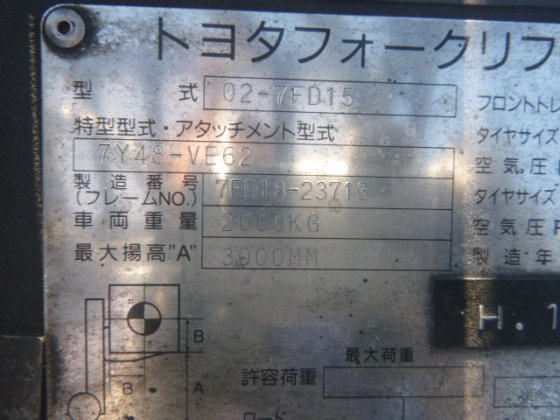 トヨタフォークリフ
型 式 02-7FD15
フロントトレ
特型型式・アタッチメント型式
タイヤサイズ
7Y48-VE62
空気圧
製造番号
(フレームNO.) 7FD18-23713
タイヤサイズ
車両重量 2660KG
空気圧
最大揚高"A" 3000MM
製造年
H.1
B
最大荷重
B
A
許容荷重
ロード